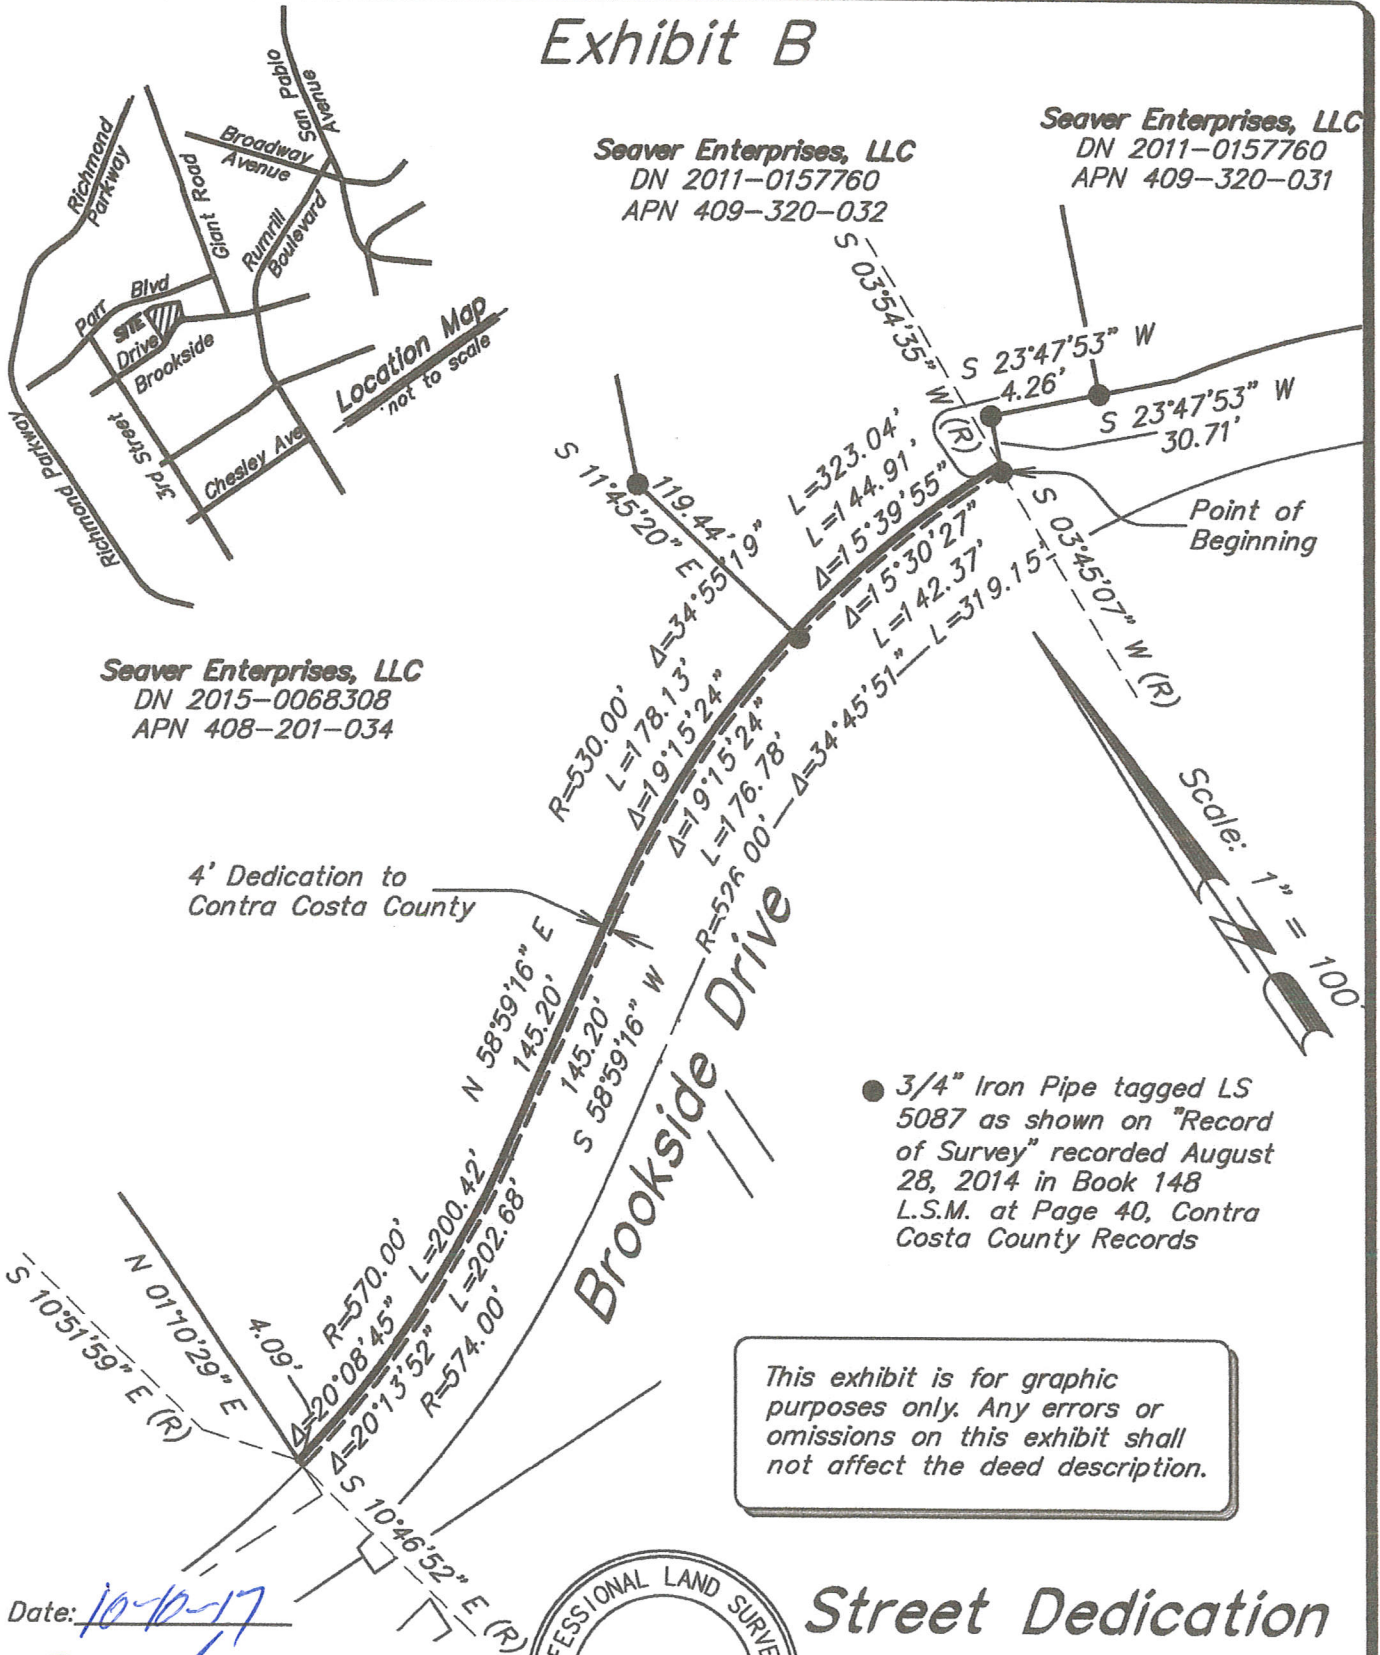 Exhibit B
San Pablo
Avenue
Richmond
Parkway
Broadway
Avenue
Giant Road
Rumrill
Boulevard
Parr Blvd
SITE
Drive
Brookside
3rd Street
Chesley Ave
Richmond Parkway
Location Map
not to scale
Seaver Enterprises, LLC
DN 2011-0157760
APN 409-320-032
Seaver Enterprises, LLC
DN 2011-0157760
APN 409-320-031
S 03°54'35" W
(R)
S 23°47'53" W
4.26'
S 23°47'53" W
30.71'
Point of
Beginning
S 03°45'07" W (R)
L=323.04'
L=144.91'
Δ=15°39'55"
Δ=15°30'27"
L=142.37'
Δ=34°45'51" L=319.15'
119.44'
S 11°45'20" E
Δ=34°55'19"
R=530.00'
L=178.13'
Δ=19°15'24"
Δ=19°15'24"
L=176.78'
R=526.00'
Seaver Enterprises, LLC
DN 2015-0068308
APN 408-201-034
4' Dedication to
Contra Costa County
N 58°59'16" E
145.20'
145.20'
S 58°59'16" W
Brookside Drive
Scale: 1" = 100'
3/4" Iron Pipe tagged LS
5087 as shown on "Record
of Survey" recorded August
28, 2014 in Book 148
L.S.M. at Page 40, Contra
Costa County Records
N 01°10'29" E
4.09'
S 10°51'59" E (R)
R=570.00'
L=200.42'
Δ=20°08'45"
L=202.68'
Δ=20°13'52"
R=574.00'
S 10°46'52" E (R)
This exhibit is for graphic
purposes only. Any errors or
omissions on this exhibit shall
not affect the deed description.
Date: 10-10-17
FESSIONAL LAND SURVE
Street Dedication